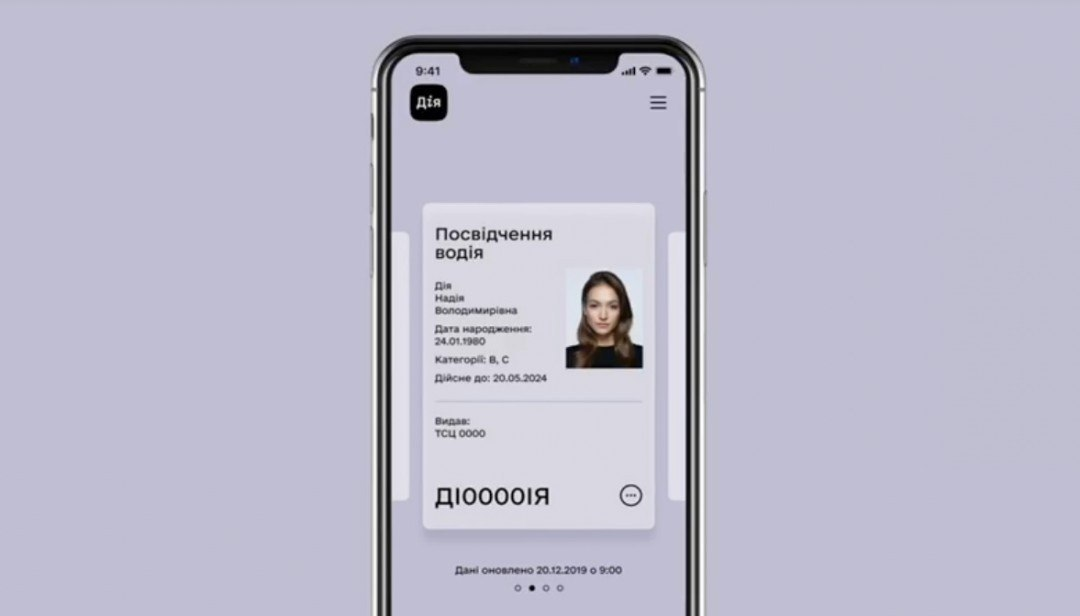 9:41
Дія
Посвідчення
водія
Дія
Надія
Володимирівна
Дата народження:
24.01.1980
Категорії: B, C
Дійсне до: 20.05.2024
Видав:
ТСЦ 0000
ДІ0000ІЯ
Дані оновлено 20.12.2019 о 9:00